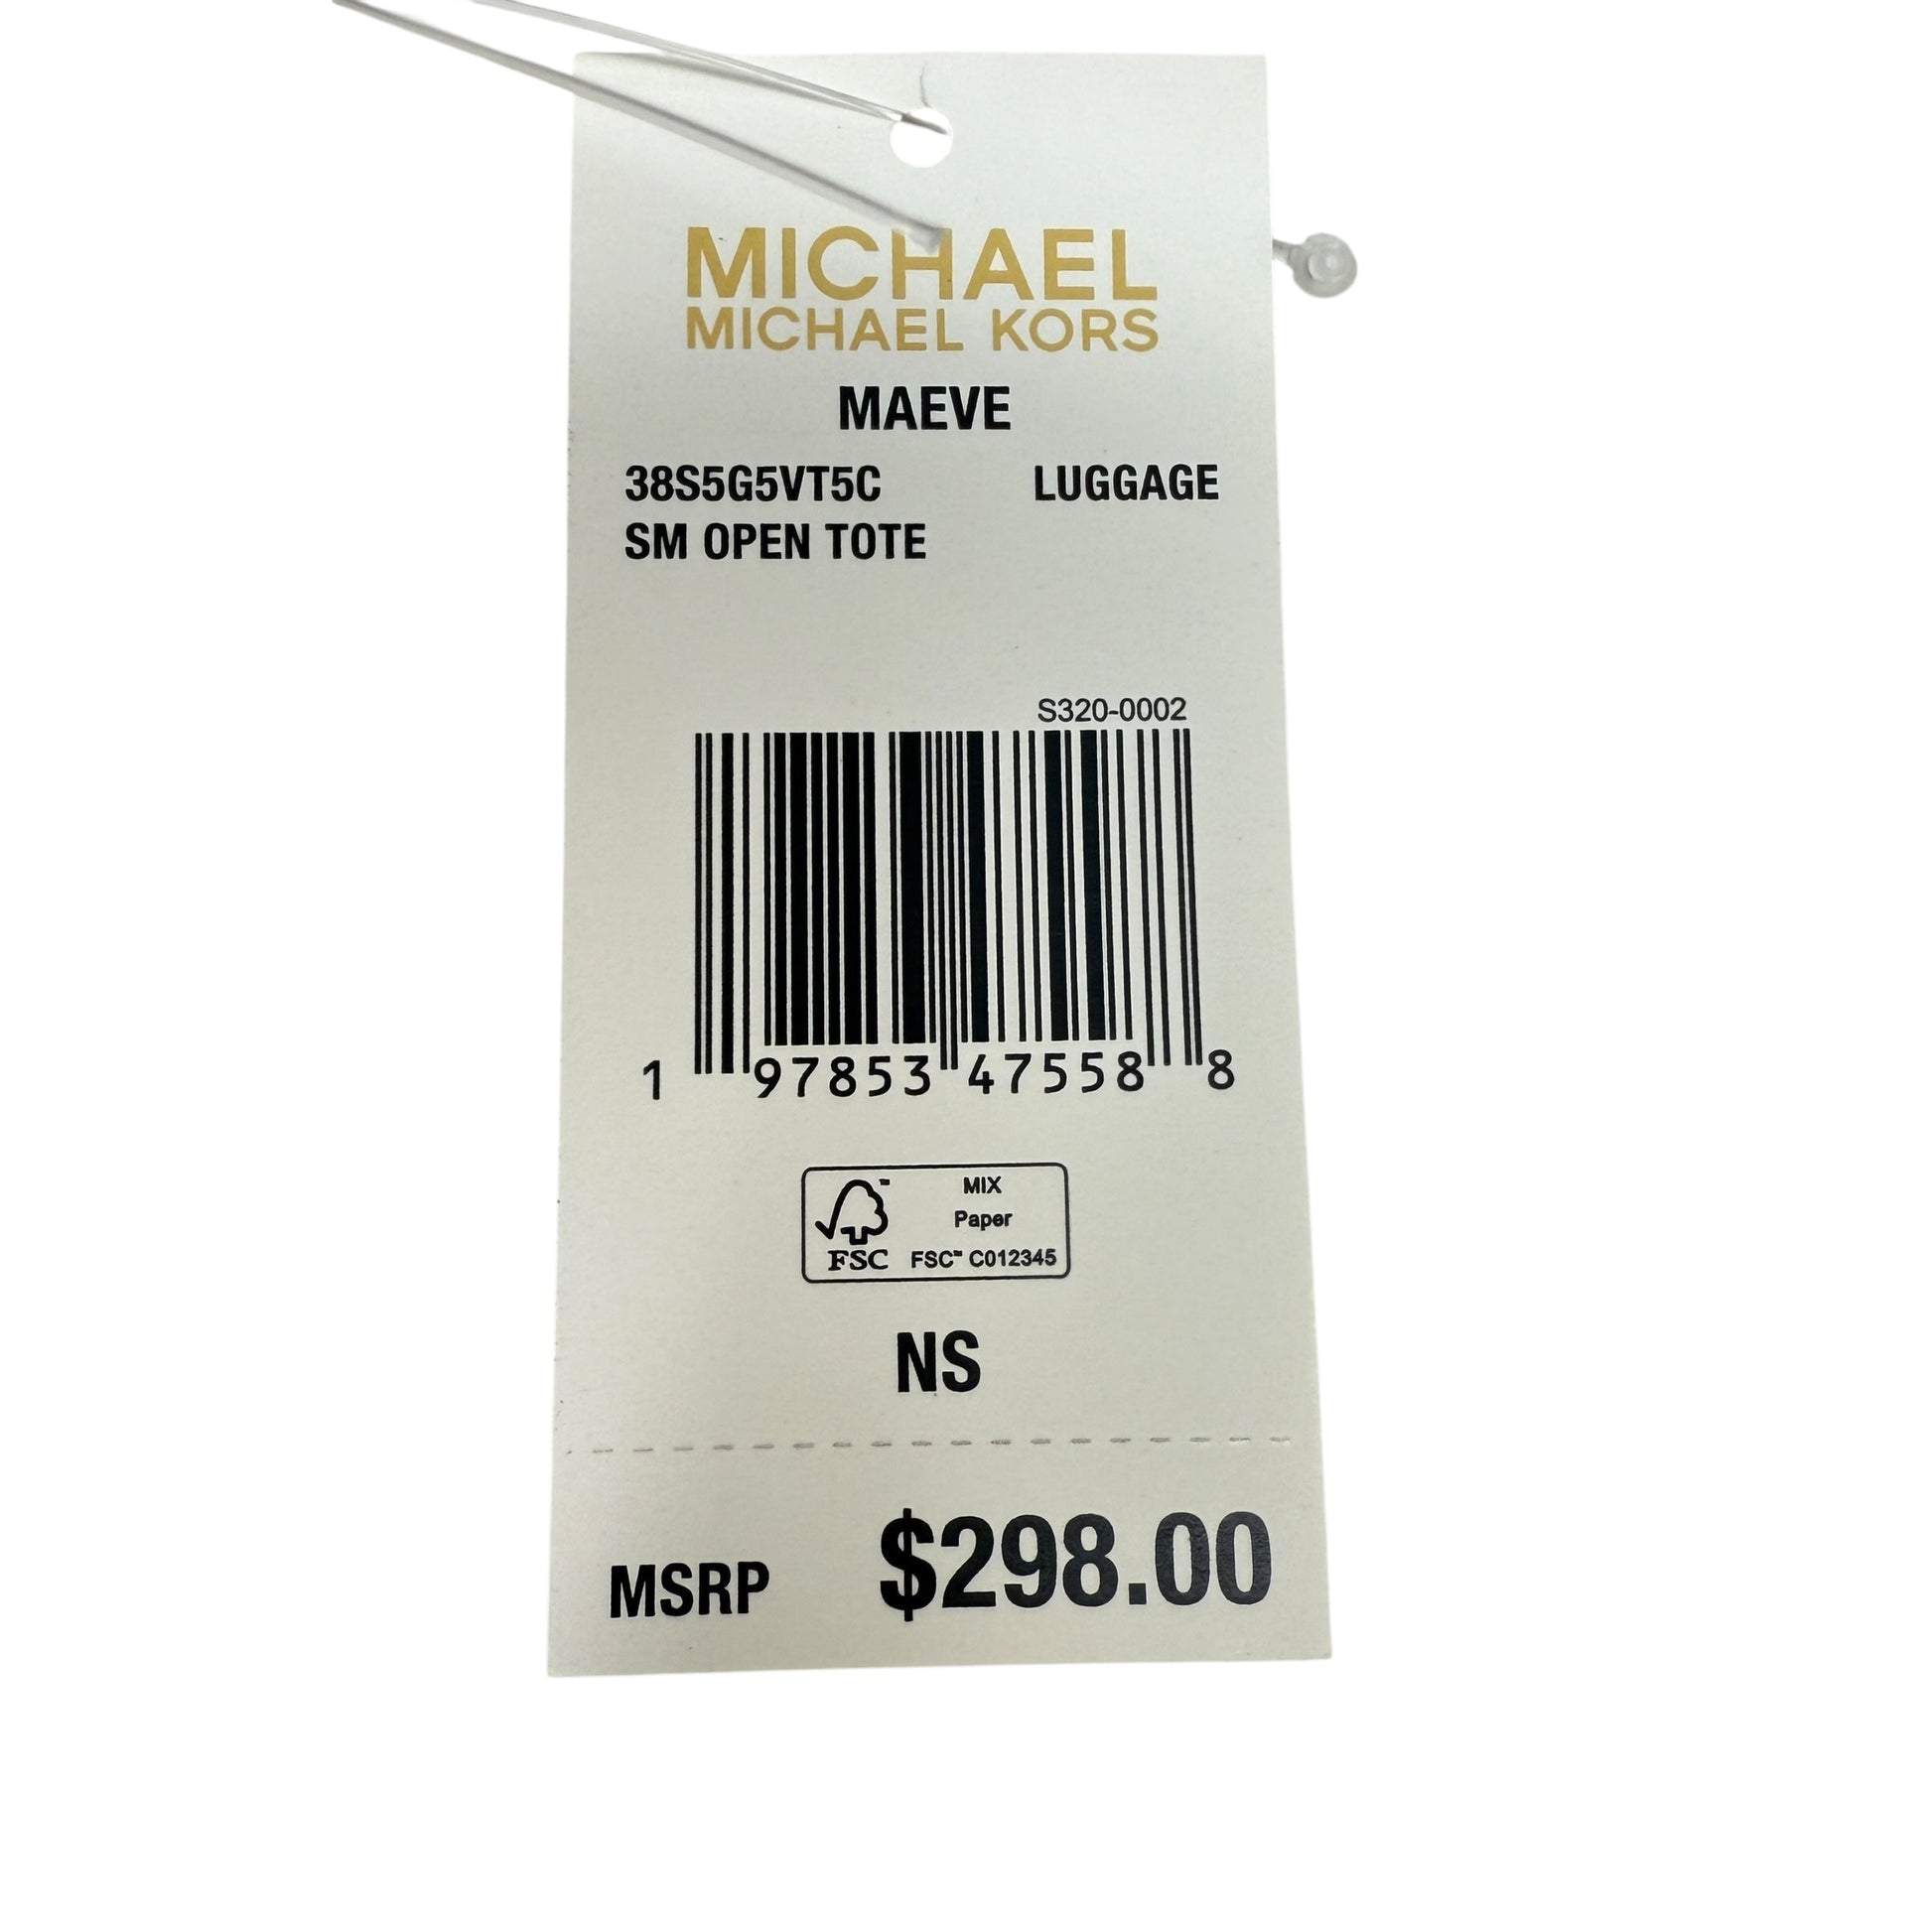 MICHAEL
MICHAEL KORS
MAEVE
38S5G5VT5C LUGGAGE
SM OPEN TOTE
S320-0002
1 97853 47558 8
MIX
Paper
FSC FSC™ C012345
NS
MSRP $298.00